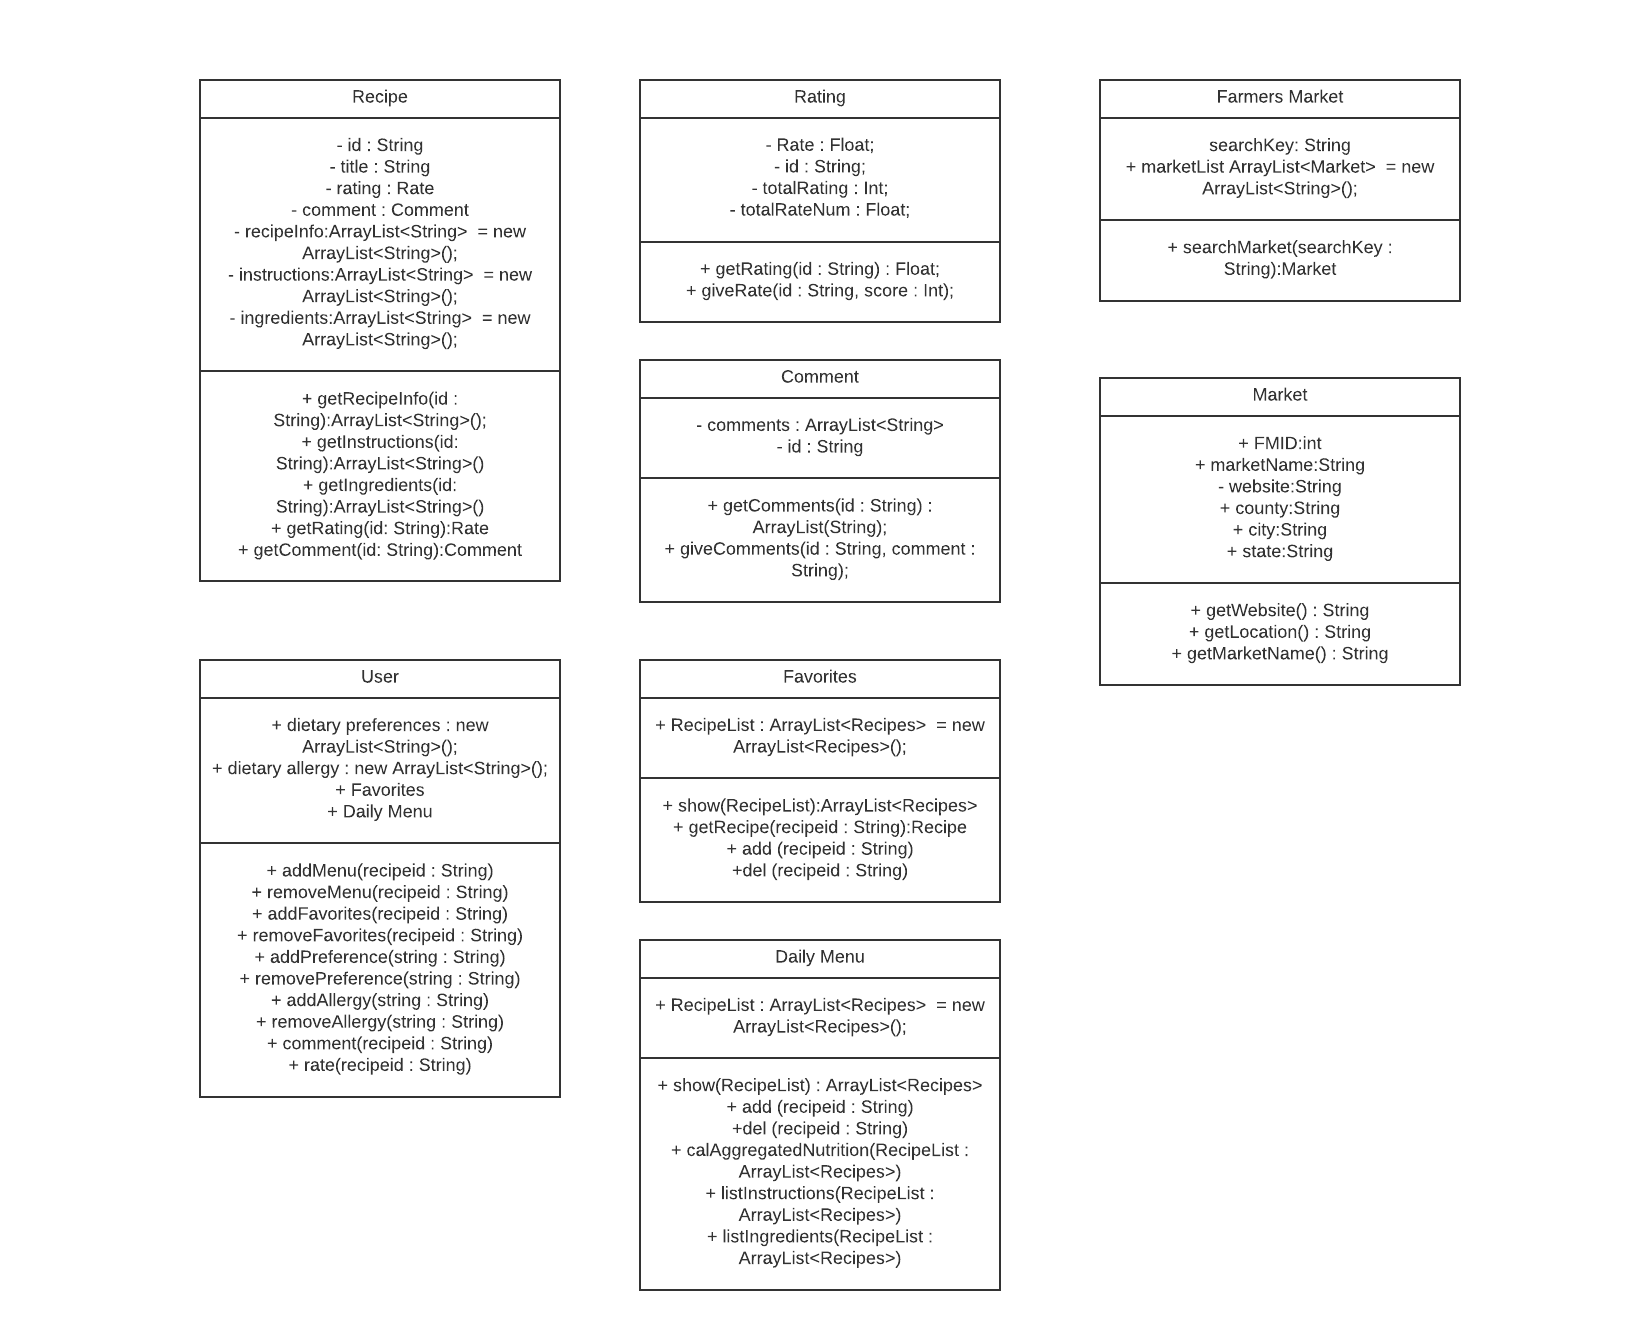 Recipe
- id : String
- title : String
- rating : Rate
- comment : Comment
- recipeInfo:ArrayList<String>  = new
ArrayList<String>();
- instructions:ArrayList<String>  = new
ArrayList<String>();
- ingredients:ArrayList<String>  = new
ArrayList<String>();
+ getRecipeInfo(id :
String):ArrayList<String>();
+ getInstructions(id:
String):ArrayList<String>()
+ getIngredients(id:
String):ArrayList<String>()
+ getRating(id: String):Rate
+ getComment(id: String):Comment
Rating
- Rate : Float;
- id : String;
- totalRating : Int;
- totalRateNum : Float;
+ getRating(id : String) : Float;
+ giveRate(id : String, score : Int);
Farmers Market
searchKey: String
+ marketList ArrayList<Market>  = new
ArrayList<String>();
+ searchMarket(searchKey :
String):Market
Comment
- comments : ArrayList<String>
- id : String
+ getComments(id : String) :
ArrayList(String);
+ giveComments(id : String, comment :
String);
Market
+ FMID:int
+ marketName:String
- website:String
+ county:String
+ city:String
+ state:String
+ getWebsite() : String
+ getLocation() : String
+ getMarketName() : String
User
+ dietary preferences : new
ArrayList<String>();
+ dietary allergy : new ArrayList<String>();
+ Favorites
+ Daily Menu
+ addMenu(recipeid : String)
+ removeMenu(recipeid : String)
+ addFavorites(recipeid : String)
+ removeFavorites(recipeid : String)
+ addPreference(string : String)
+ removePreference(string : String)
+ addAllergy(string : String)
+ removeAllergy(string : String)
+ comment(recipeid : String)
+ rate(recipeid : String)
Favorites
+ RecipeList : ArrayList<Recipes>  = new
ArrayList<Recipes>();
+ show(RecipeList):ArrayList<Recipes>
+ getRecipe(recipeid : String):Recipe
+ add (recipeid : String)
+del (recipeid : String)
Daily Menu
+ RecipeList : ArrayList<Recipes>  = new
ArrayList<Recipes>();
+ show(RecipeList) : ArrayList<Recipes>
+ add (recipeid : String)
+del (recipeid : String)
+ calAggregatedNutrition(RecipeList :
ArrayList<Recipes>)
+ listInstructions(RecipeList :
ArrayList<Recipes>)
+ listIngredients(RecipeList :
ArrayList<Recipes>)